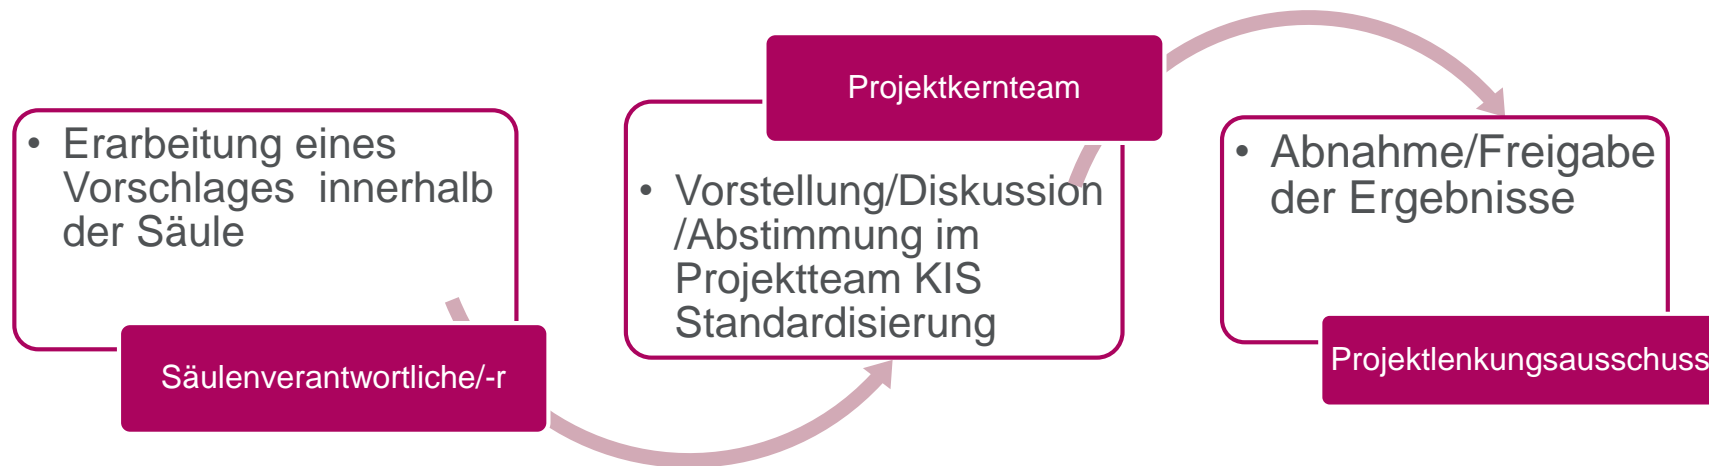 • Erarbeitung eines
Vorschlages innerhalb
der Säule
Säulenverantwortliche/-r
Projektkernteam
• Vorstellung/Diskussion
/Abstimmung im
Projektteam KIS
Standardisierung
• Abnahme/Freigabe
der Ergebnisse
Projektlenkungsausschuss